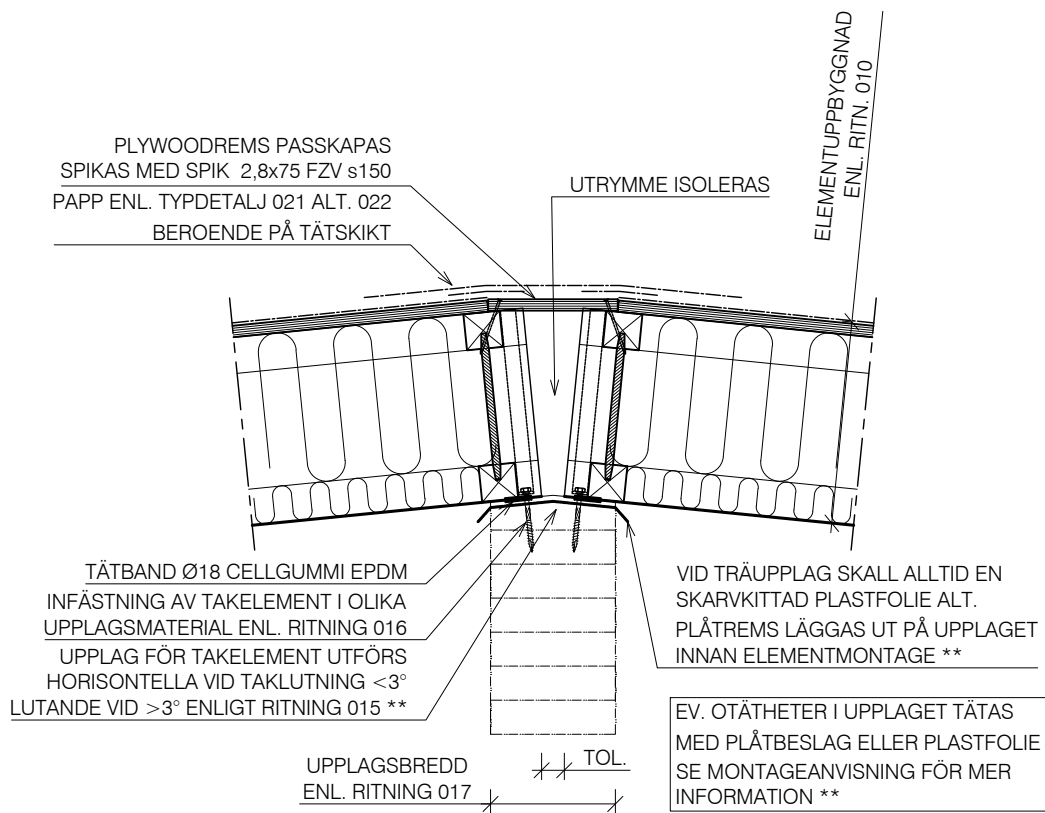 ELEMENTUPPBYGGNAD
ENL. RITN. 010
PLYWOODREMS PASSKAPAS
SPIKAS MED SPIK 2,8x75 FZV s150
PAPP ENL. TYPDETALJ 021 ALT. 022
BEROENDE PÅ TÄTSKIKT
UTRYMME ISOLERAS
TÄTBAND Ø18 CELLGUMMI EPDM
INFÄSTNING AV TAKELEMENT I OLIKA
UPPLAGSMATERIAL ENL. RITNING 016
UPPLAG FÖR TAKELEMENT UTFÖRS
HORISONTELLA VID TAKLUTNING <3°
LUTANDE VID >3° ENLIGT RITNING 015 **
VID TRÄUPPLAG SKALL ALLTID EN
SKARVKITTAD PLASTFOLIE ALT.
PLÅTREMS LÄGGAS UT PÅ UPPLAGET
INNAN ELEMENTMONTAGE **
EV. OTÄTHETER I UPPLAGET TÄTAS
MED PLÅTBESLAG ELLER PLASTFOLIE
SE MONTAGEANVISNING FÖR MER
INFORMATION **
UPPLAGSBREDD
ENL. RITNING 017
TOL.